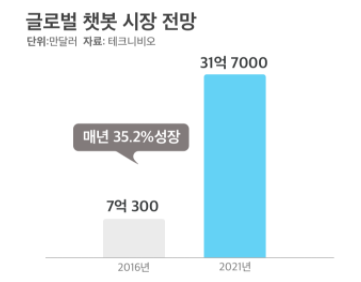 글로벌 챗봇 시장 전망
단위:만달러 자료: 테크니비오
31억 7000
매년 35.2%성장
7억 300
2016년
2021년